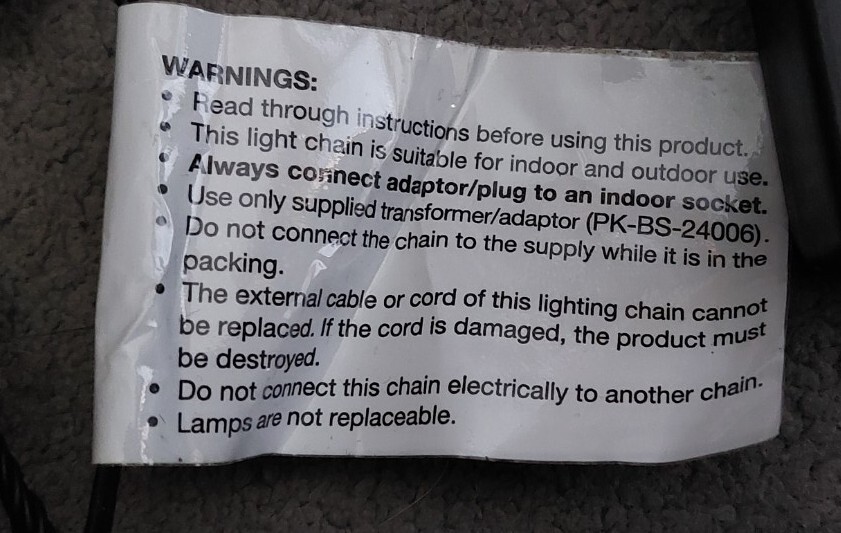 WARNINGS:
• Read through instructions before using this product.
• This light chain is suitable for indoor and outdoor use.
• Always connect adaptor/plug to an indoor socket.
• Use only supplied transformer/adaptor (PK-BS-24006).
• Do not connect the chain to the supply while it is in the
packing.
• The external cable or cord of this lighting chain cannot
be replaced. If the cord is damaged, the product must
be destroyed.
• Do not connect this chain electrically to another chain.
• Lamps are not replaceable.